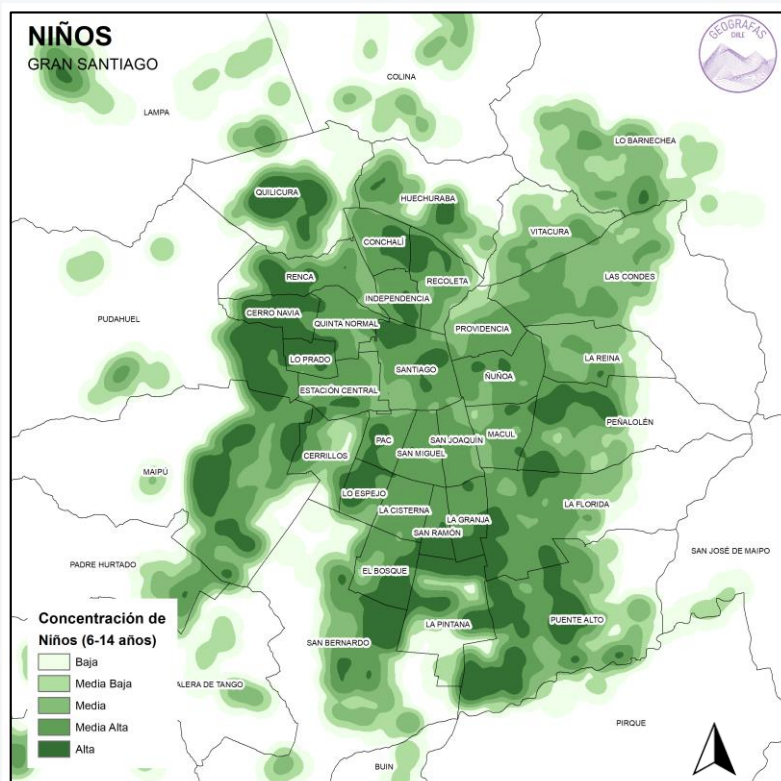 NIÑOS
GRAN SANTIAGO
GEOGRAFAS
CHILE
COLINA
LAMPA
LO BARNECHEA
QUILICURA
HUECHURABA
VITACURA
CONCHALÍ
LAS CONDES
RENCA
RECOLETA
INDEPENDENCIA
CERRO NAVIA
PUDAHUEL
QUINTA NORMAL
PROVIDENCIA
LO PRADO
LA REINA
SANTIAGO
ÑUÑOA
ESTACIÓN CENTRAL
PEÑALOLÉN
MACUL
PAC
SAN JOAQUÍN
SAN MIGUEL
CERRILLOS
MAIPÚ
LO ESPEJO
LA FLORIDA
LA CISTERNA
LA GRANJA
SAN RAMÓN
SAN JOSÉ DE MAIPO
PADRE HURTADO
EL BOSQUE
PUENTE ALTO
LA PINTANA
SAN BERNARDO
ALERA DE TANGO
PIRQUE
BUIN
Concentración de
Niños (6-14 años)
Baja
Media Baja
Media
Media Alta
Alta